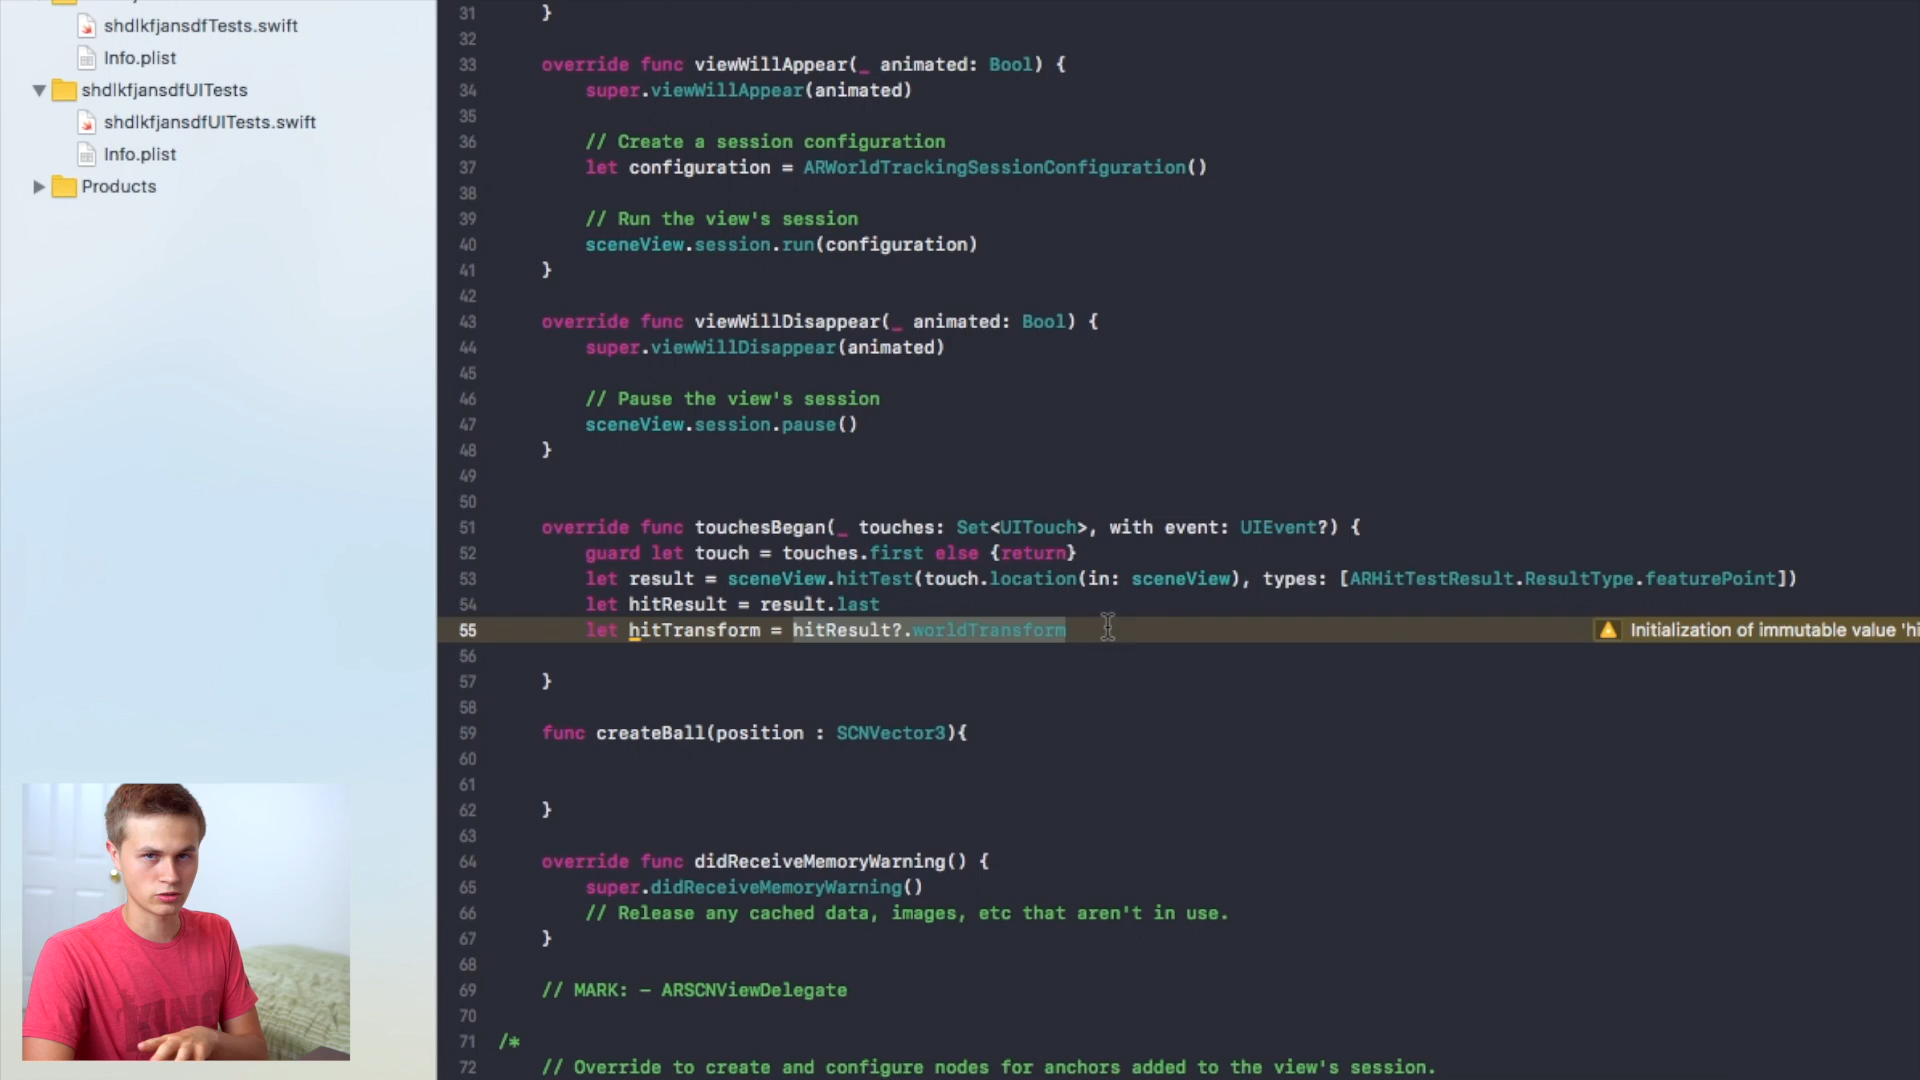 shdlkfjansdfTests.swift
Info.plist
shdlkfjansdfUITests
shdlkfjansdfUITests.swift
Info.plist
Products
31 }
32
33 override func viewWillAppear(_ animated: Bool) {
34 super.viewWillAppear(animated)
35
36 // Create a session configuration
37 let configuration = ARWorldTrackingSessionConfiguration()
38
39 // Run the view's session
40 sceneView.session.run(configuration)
41 }
42
43 override func viewWillDisappear(_ animated: Bool) {
44 super.viewWillDisappear(animated)
45
46 // Pause the view's session
47 sceneView.session.pause()
48 }
49
50
51 override func touchesBegan(_ touches: Set<UITouch>, with event: UIEvent?) {
52 guard let touch = touches.first else {return}
53 let result = sceneView.hitTest(touch.location(in: sceneView), types: [ARHitTestResult.ResultType.featurePoint])
54 let hitResult = result.last
55 let hitTransform = hitResult?.worldTransform Initialization of immutable value 'hi
56
57 }
58
59 func createBall(position : SCNVector3){
60
61
62 }
63
64 override func didReceiveMemoryWarning() {
65 super.didReceiveMemoryWarning()
66 // Release any cached data, images, etc that aren't in use.
67 }
68
69 // MARK: - ARSCNViewDelegate
70
71 /*
72 // Override to create and configure nodes for anchors added to the view's session.